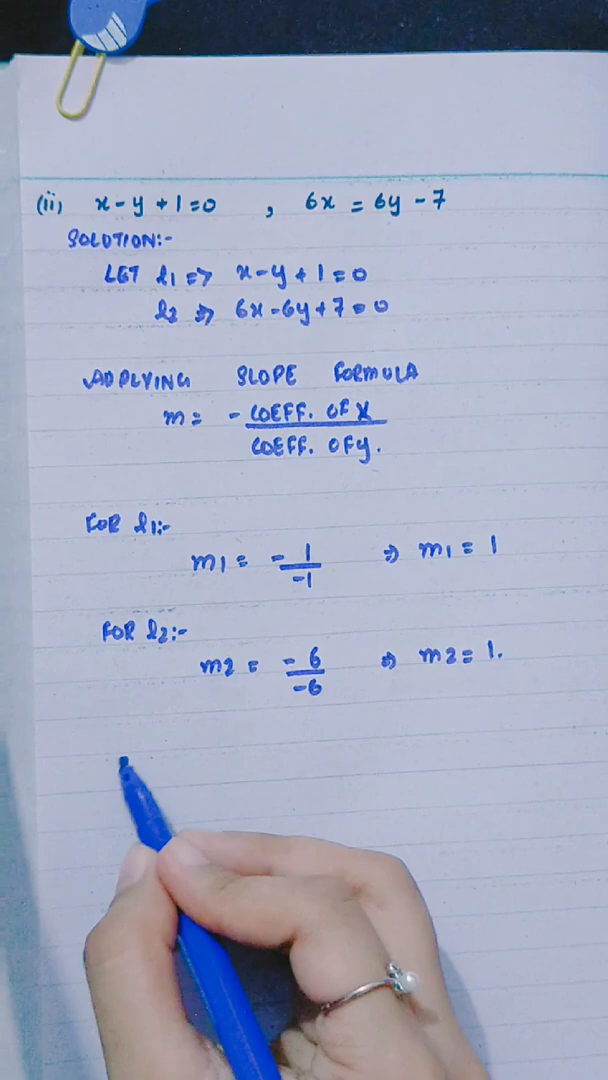 (ii) x-y+1=0 , 6x = 6y -7
SOLUTION:-
LET l1 => x-y+1=0
l2 => 6x-6y+7=0
APPLYING SLOPE FORMULA
m = - COEFF. OF X / COEFF. OF y.
FOR l1:-
m1 = - 1 / -1 => m1 = 1
FOR l2:-
m2 = - 6 / -6 => m2 = 1.